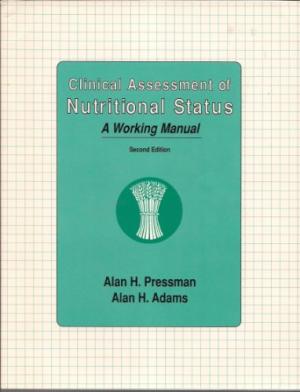 Clinical Assessment of
Nutritional Status
A Working Manual
Second Edition
Alan H. Pressman
Alan H. Adams